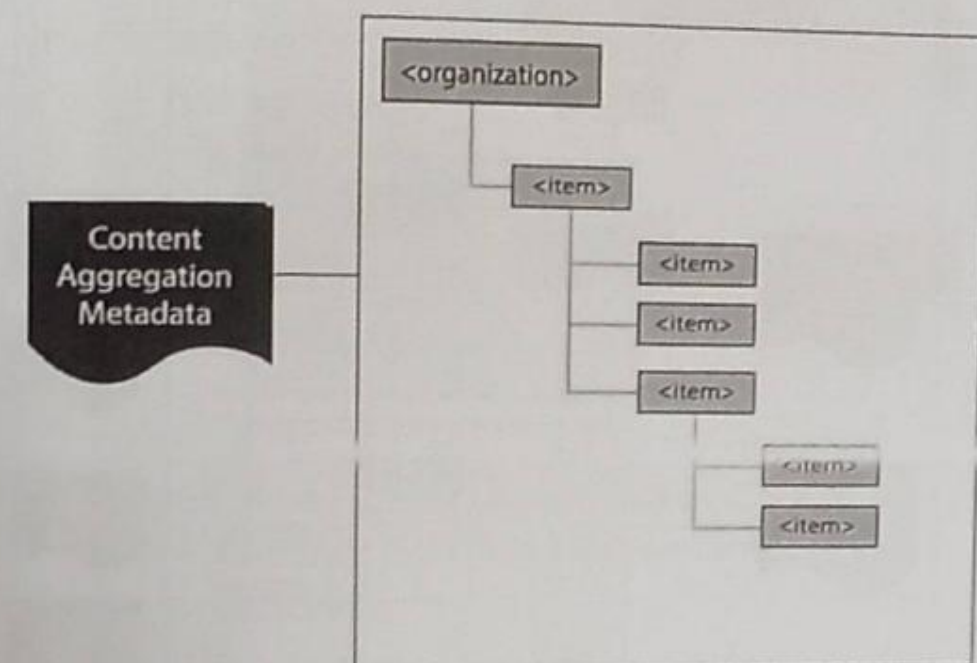 <organization>
<item>
Content
Aggregation
Metadata
<item>
<item>
<item>
<item>
<item>